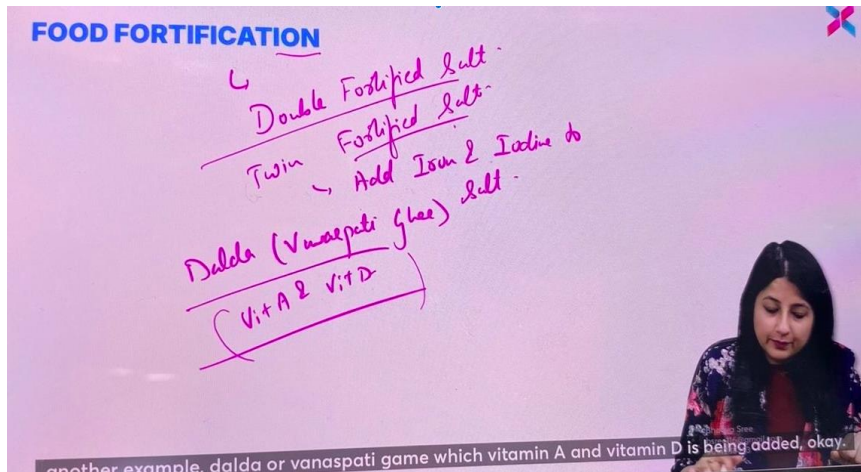 FOOD FORTIFICATION
Double Fortified Salt.
Twin Fortified Salt.
Add Iron & Iodine to
Salt.
Dalda (Vanaspati Ghee)
(Vit A & Vit D)
another example, dalda or vanaspati game which vitamin A and vitamin D is being added, okay.